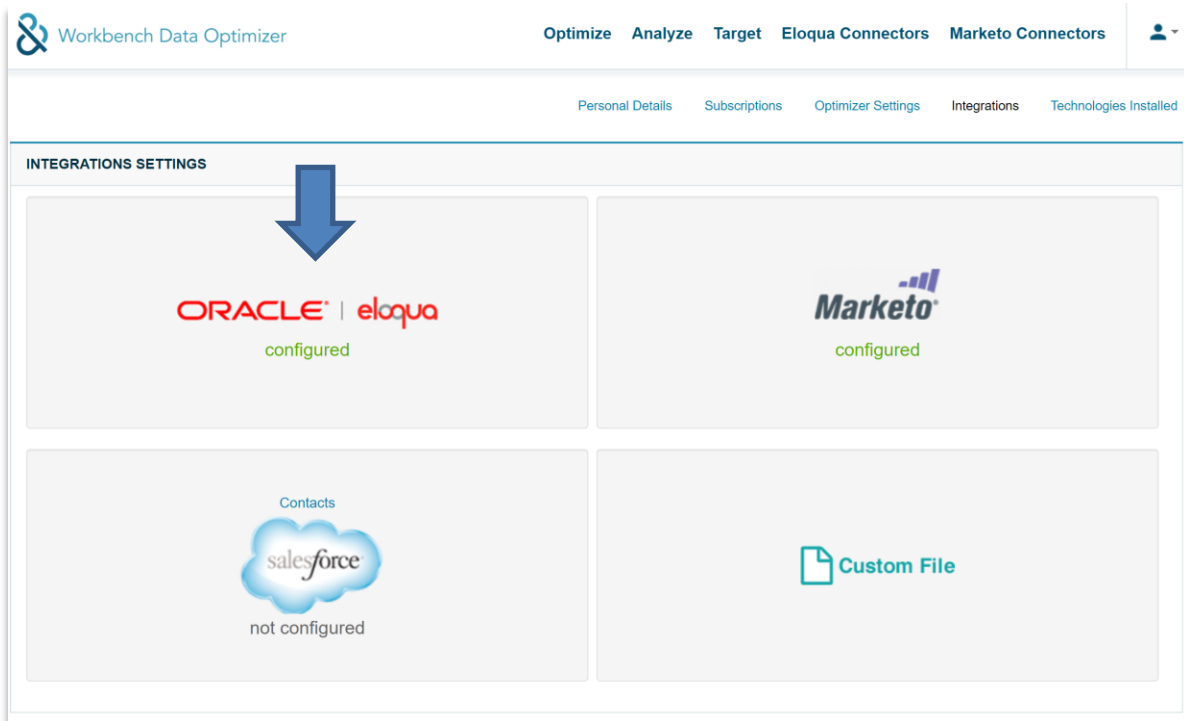 Workbench Data Optimizer
Optimize Analyze Target Eloqua Connectors Marketo Connectors
Personal Details Subscriptions Optimizer Settings Integrations Technologies Installed
INTEGRATIONS SETTINGS
ORACLE | eloqua
configured
Marketo
configured
Contacts
salesforce
not configured
Custom File